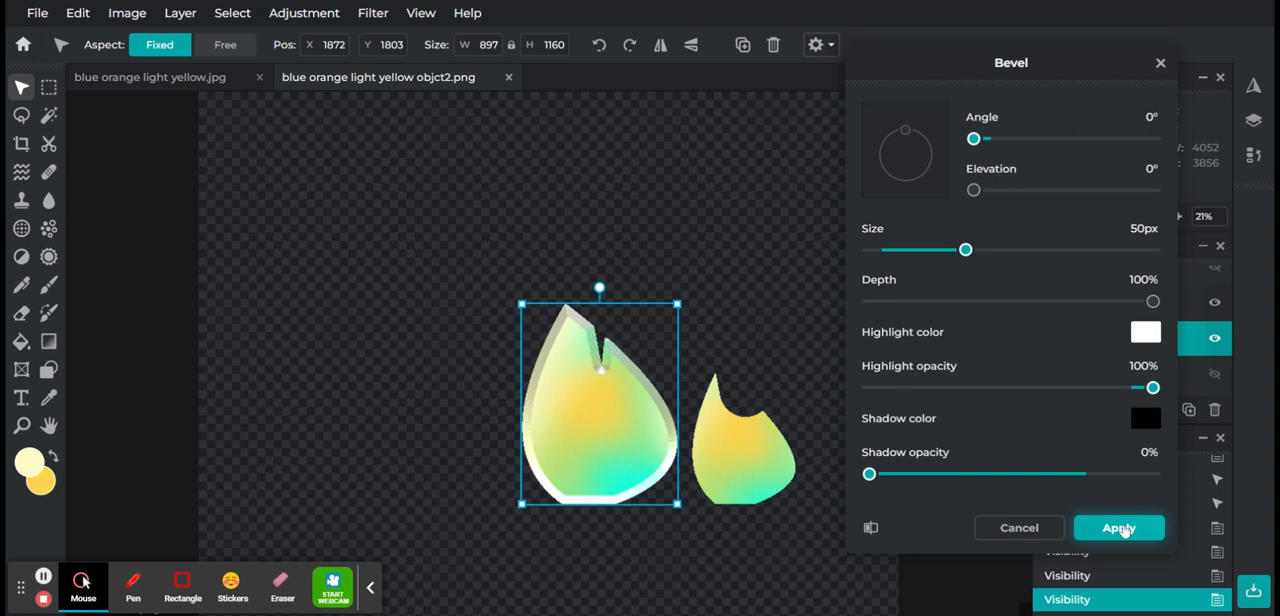 File Edit Image Layer Select Adjustment Filter View Help
Aspect: Fixed Free Pos: X 1872 Y 1803 Size: W 897 H 1160
blue orange light yellow.jpg × blue orange light yellow objct2.png ×
Bevel
Angle 0°
4052
Elevation 0°
3856
21%
Size 50px
Depth 100%
Highlight color
Highlight opacity 100%
Shadow color
Shadow opacity 0%
Cancel Apply
Visibility
Visibility
Visibility
Mouse Pen Rectangle Stickers Eraser START
WEBCAM